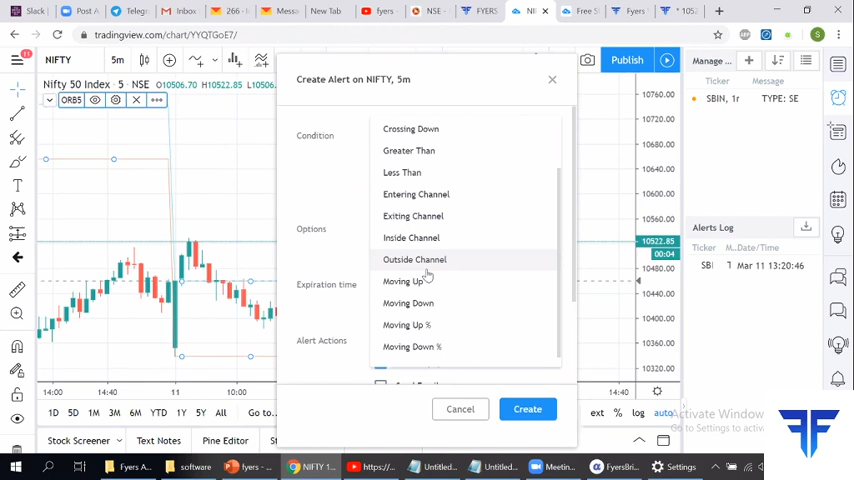 Slack
Post A
Telegr
Inbox
266 - i
Messa
New Tab
fyers -
NSE -
FYERS
NI
Free 5
Fyers
* 1052
tradingview.com/chart/YYQTGoE7/
S
11
NIFTY
5m
Publish
Manage ...
Nifty 50 Index · 5 · NSE O10506.70 H10522.85 L10506.
ORB5
Create Alert on NIFTY, 5m
Condition
Options
Expiration time
Alert Actions
Crossing Down
Greater Than
Less Than
Entering Channel
Exiting Channel
Inside Channel
Outside Channel
Moving Up
Moving Down
Moving Up %
Moving Down %
Cancel
Create
10760.00
10720.00
10680.00
10640.00
10600.00
10560.00
10522.85
00:04
10480.00
10440.00
10400.00
10360.00
10320.00
Ticker Message
SBIN, 1r TYPE: SE
Alerts Log
Ticker M...Date/Time
SBI Mar 11 13:20:46
14:00 14:40 11 10:00 14:40
1D 5D 1M 3M 6M YTD 1Y 5Y All Go to...
ext % log auto
Activate Window
Go to Settings to activ
Stock Screener Text Notes Pine Editor St
Fyers A...
software
fyers - ...
NIFTY 1...
https://...
Untitled...
Untitled...
Meetin...
FyersBri...
Settings